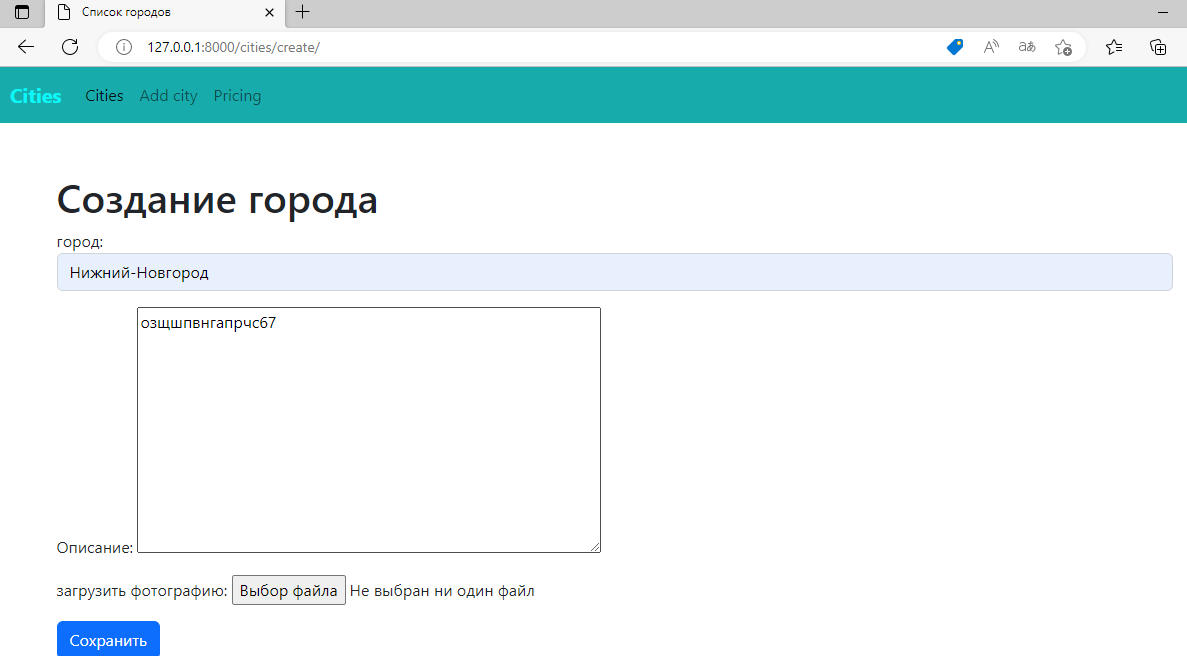 Список городов
127.0.0.1:8000/cities/create/
Cities Cities Add city Pricing
Создание города
город:
Нижний-Новгород
озщшпвнгапрчс67
Описание:
загрузить фотографию: Выбор файла Не выбран ни один файл
Сохранить